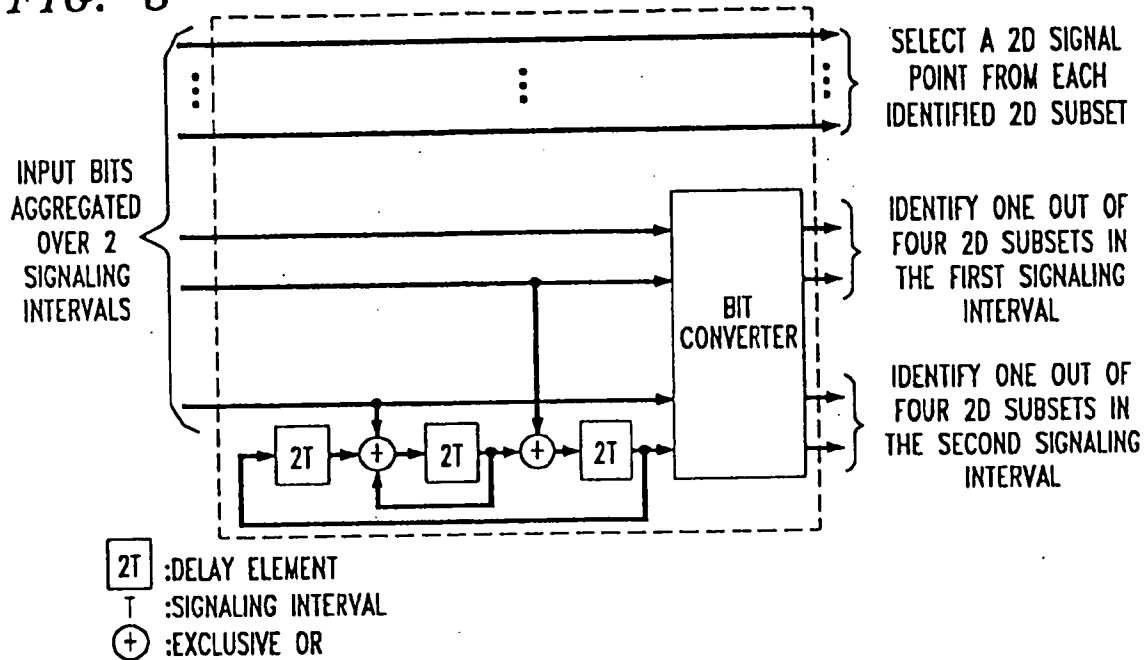 FIG. 8
SELECT A 2D SIGNAL
POINT FROM EACH
IDENTIFIED 2D SUBSET
INPUT BITS
AGGREGATED
OVER 2
SIGNALING
INTERVALS
IDENTIFY ONE OUT OF
FOUR 2D SUBSETS IN
THE FIRST SIGNALING
INTERVAL
BIT
CONVERTER
IDENTIFY ONE OUT OF
FOUR 2D SUBSETS IN
THE SECOND SIGNALING
INTERVAL
2T + 2T + 2T
2T :DELAY ELEMENT
T :SIGNALING INTERVAL
+ :EXCLUSIVE OR